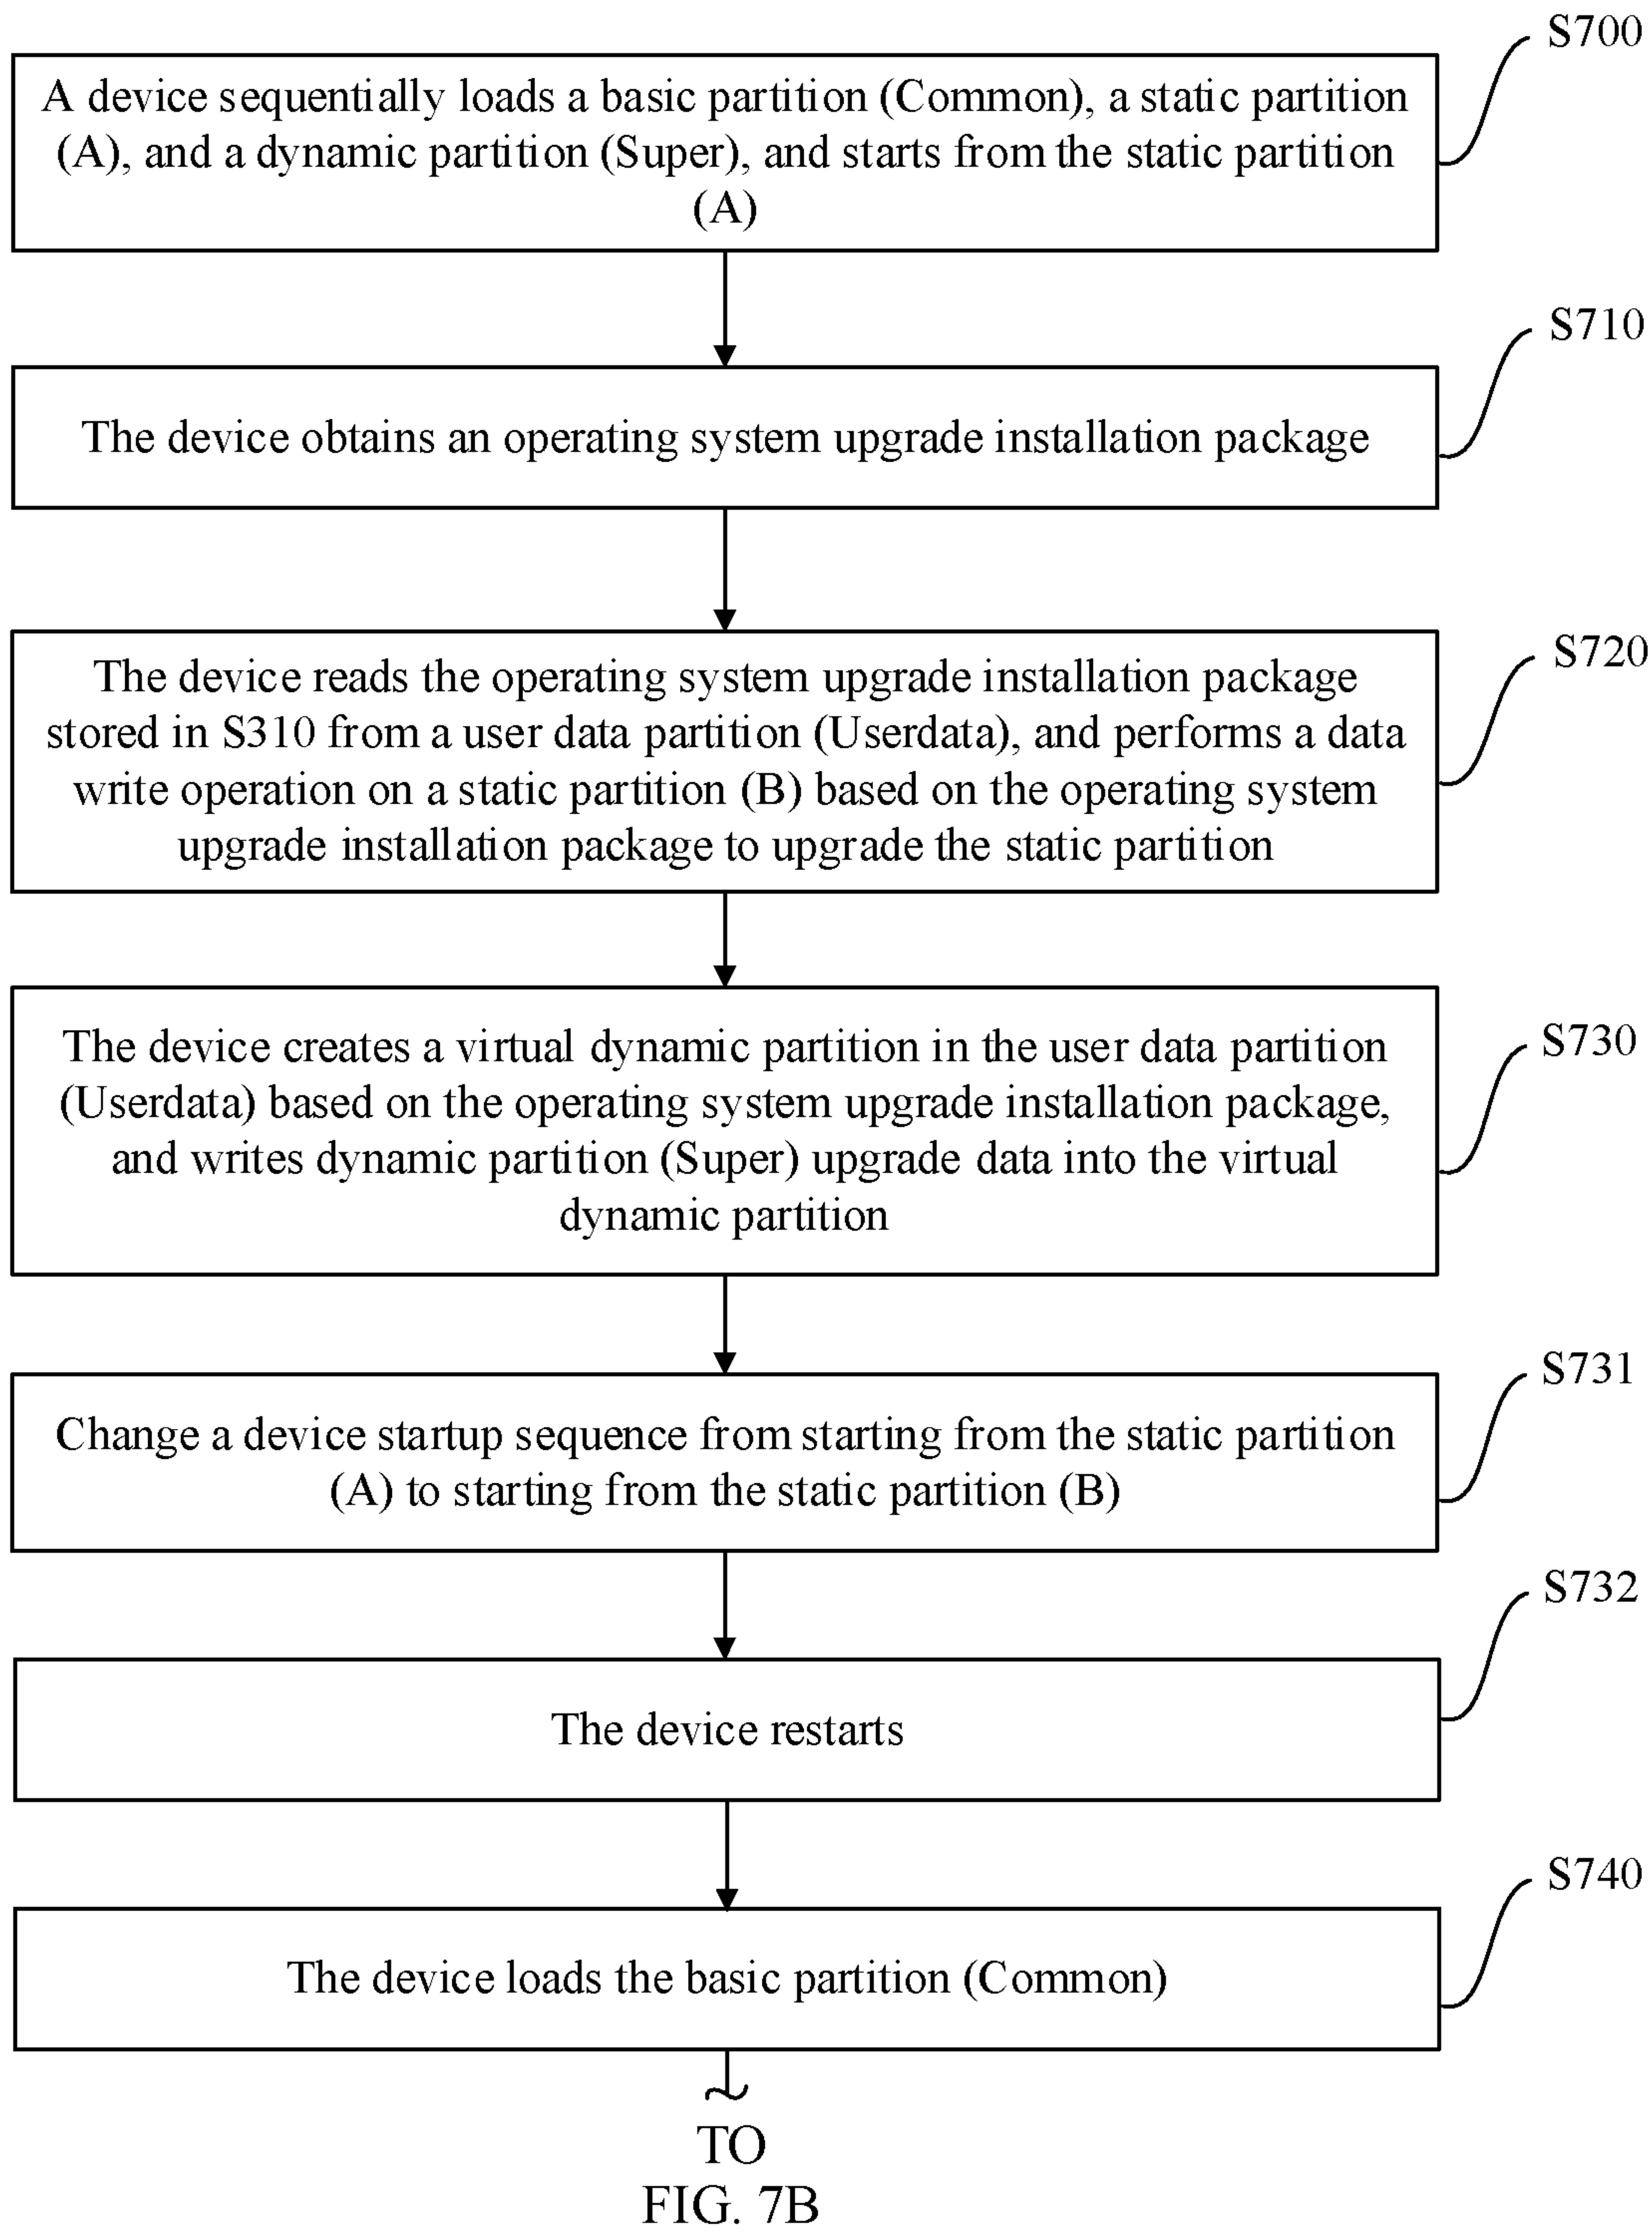 S700
A device sequentially loads a basic partition (Common), a static partition
(A), and a dynamic partition (Super), and starts from the static partition
(A)
S710
The device obtains an operating system upgrade installation package
S720
The device reads the operating system upgrade installation package
stored in S310 from a user data partition (Userdata), and performs a data
write operation on a static partition (B) based on the operating system
upgrade installation package to upgrade the static partition
S730
The device creates a virtual dynamic partition in the user data partition
(Userdata) based on the operating system upgrade installation package,
and writes dynamic partition (Super) upgrade data into the virtual
dynamic partition
S731
Change a device startup sequence from starting from the static partition
(A) to starting from the static partition (B)
S732
The device restarts
S740
The device loads the basic partition (Common)
TO
FIG. 7B